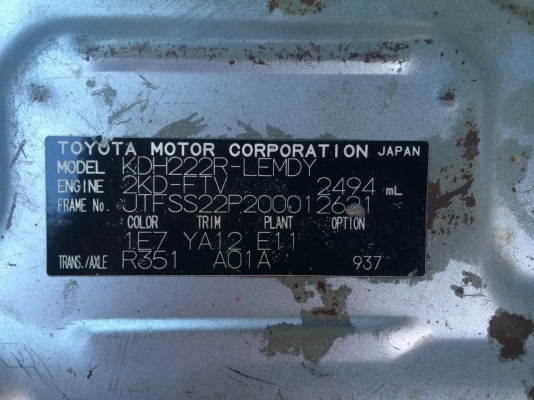 TOYOTA MOTOR CORPORATION JAPAN
MODEL KDH222R-LEMDY
ENGINE 2KD-FTV 2494 mL
FRAME No. JTFSS22P200012621
COLOR TRIM PLANT OPTION
1E7 YA12 E11
TRANS./AXLE R351 A01A 937